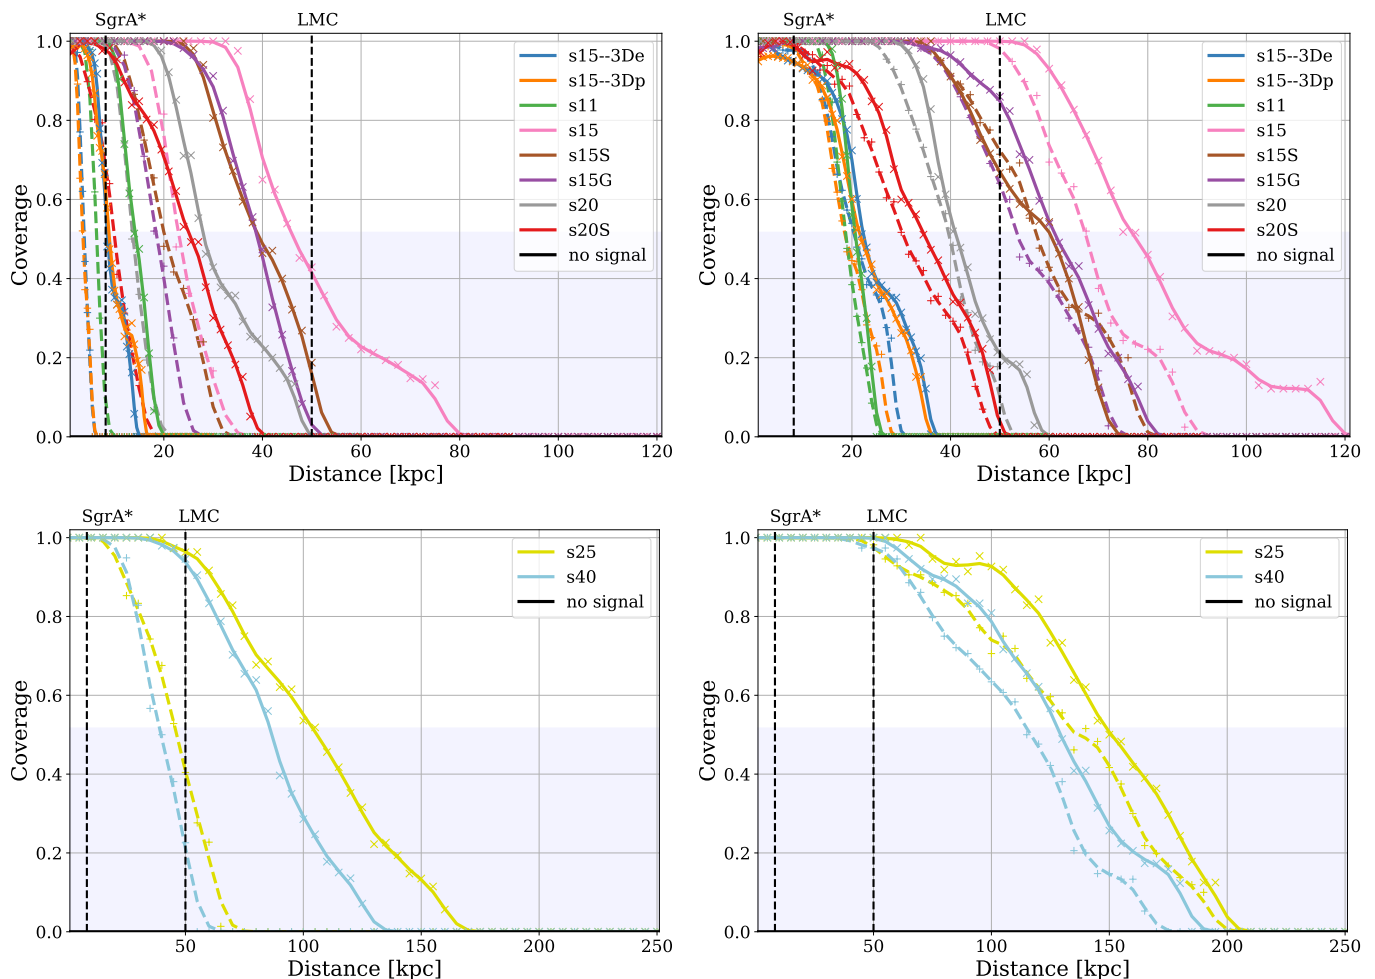 SgrA* LMC
1.0
0.8
0.6
0.4
0.2
0.0
Coverage
20 40 60 80 100 120
Distance [kpc]
s15--3De
s15--3Dp
s11
s15
s15S
s15G
s20
s20S
no signal
SgrA* LMC
1.0
0.8
0.6
0.4
0.2
0.0
Coverage
20 40 60 80 100 120
Distance [kpc]
s15--3De
s15--3Dp
s11
s15
s15S
s15G
s20
s20S
no signal
SgrA* LMC
1.0
0.8
0.6
0.4
0.2
0.0
Coverage
50 100 150 200 250
Distance [kpc]
s25
s40
no signal
SgrA* LMC
1.0
0.8
0.6
0.4
0.2
0.0
Coverage
50 100 150 200 250
Distance [kpc]
s25
s40
no signal